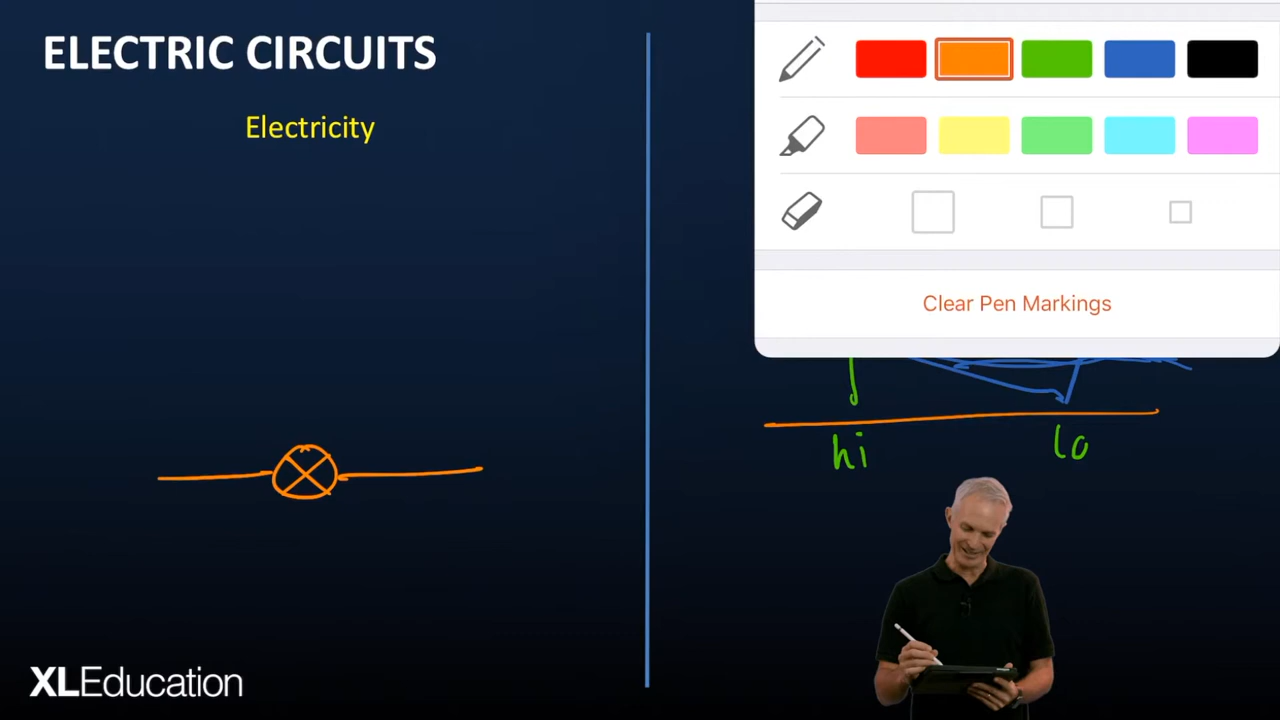 ELECTRIC CIRCUITS
Electricity
Clear Pen Markings
hi
lo
XLEducation